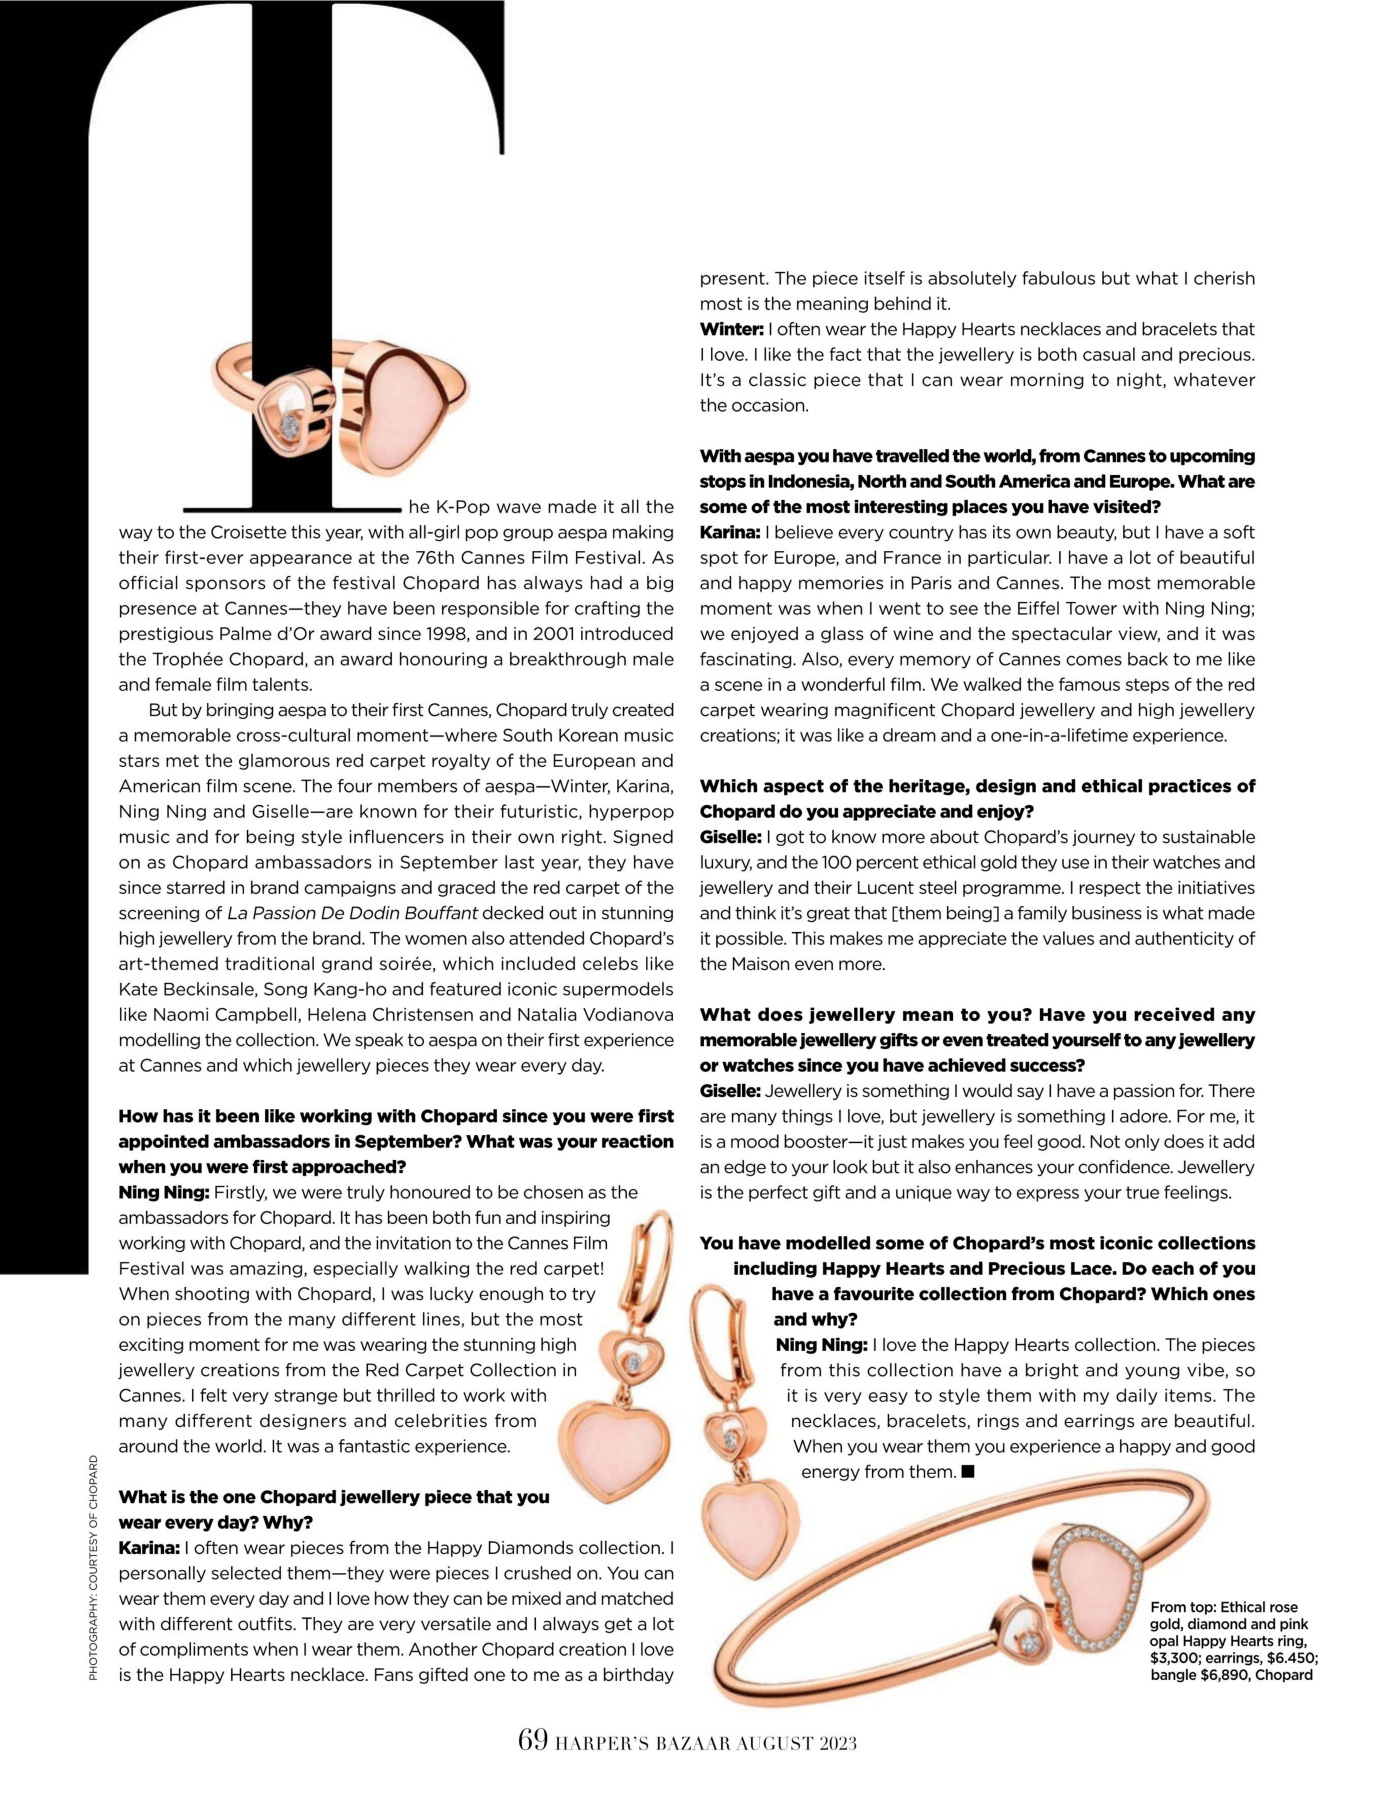 The K-Pop wave made it all the
way to the Croisette this year, with all-girl pop group aespa making
their first-ever appearance at the 76th Cannes Film Festival. As
official sponsors of the festival Chopard has always had a big
presence at Cannes—they have been responsible for crafting the
prestigious Palme d’Or award since 1998, and in 2001 introduced
the Trophée Chopard, an award honouring a breakthrough male
and female film talents.
But by bringing aespa to their first Cannes, Chopard truly created
a memorable cross-cultural moment—where South Korean music
stars met the glamorous red carpet royalty of the European and
American film scene. The four members of aespa—Winter, Karina,
Ning Ning and Giselle—are known for their futuristic, hyperpop
music and for being style influencers in their own right. Signed
on as Chopard ambassadors in September last year, they have
since starred in brand campaigns and graced the red carpet of the
screening of La Passion De Dodin Bouffant decked out in stunning
high jewellery from the brand. The women also attended Chopard’s
art-themed traditional grand soirée, which included celebs like
Kate Beckinsale, Song Kang-ho and featured iconic supermodels
like Naomi Campbell, Helena Christensen and Natalia Vodianova
modelling the collection. We speak to aespa on their first experience
at Cannes and which jewellery pieces they wear every day.
How has it been like working with Chopard since you were first
appointed ambassadors in September? What was your reaction
when you were first approached?
Ning Ning: Firstly, we were truly honoured to be chosen as the
ambassadors for Chopard. It has been both fun and inspiring
working with Chopard, and the invitation to the Cannes Film
Festival was amazing, especially walking the red carpet!
When shooting with Chopard, I was lucky enough to try
on pieces from the many different lines, but the most
exciting moment for me was wearing the stunning high
jewellery creations from the Red Carpet Collection in
Cannes. I felt very strange but thrilled to work with
many different designers and celebrities from
around the world. It was a fantastic experience.
What is the one Chopard jewellery piece that you
wear every day? Why?
Karina: I often wear pieces from the Happy Diamonds collection. I
personally selected them—they were pieces I crushed on. You can
wear them every day and I love how they can be mixed and matched
with different outfits. They are very versatile and I always get a lot
of compliments when I wear them. Another Chopard creation I love
is the Happy Hearts necklace. Fans gifted one to me as a birthday
present. The piece itself is absolutely fabulous but what I cherish
most is the meaning behind it.
Winter: I often wear the Happy Hearts necklaces and bracelets that
I love. I like the fact that the jewellery is both casual and precious.
It’s a classic piece that I can wear morning to night, whatever
the occasion.
With aespa you have travelled the world, from Cannes to upcoming
stops in Indonesia, North and South America and Europe. What are
some of the most interesting places you have visited?
Karina: I believe every country has its own beauty, but I have a soft
spot for Europe, and France in particular. I have a lot of beautiful
and happy memories in Paris and Cannes. The most memorable
moment was when I went to see the Eiffel Tower with Ning Ning;
we enjoyed a glass of wine and the spectacular view, and it was
fascinating. Also, every memory of Cannes comes back to me like
a scene in a wonderful film. We walked the famous steps of the red
carpet wearing magnificent Chopard jewellery and high jewellery
creations; it was like a dream and a one-in-a-lifetime experience.
Which aspect of the heritage, design and ethical practices of
Chopard do you appreciate and enjoy?
Giselle: I got to know more about Chopard’s journey to sustainable
luxury, and the 100 percent ethical gold they use in their watches and
jewellery and their Lucent steel programme. I respect the initiatives
and think it’s great that [them being] a family business is what made
it possible. This makes me appreciate the values and authenticity of
the Maison even more.
What does jewellery mean to you? Have you received any
memorable jewellery gifts or even treated yourself to any jewellery
or watches since you have achieved success?
Giselle: Jewellery is something I would say I have a passion for. There
are many things I love, but jewellery is something I adore. For me, it
is a mood booster—it just makes you feel good. Not only does it add
an edge to your look but it also enhances your confidence. Jewellery
is the perfect gift and a unique way to express your true feelings.
You have modelled some of Chopard’s most iconic collections
including Happy Hearts and Precious Lace. Do each of you
have a favourite collection from Chopard? Which ones
and why?
Ning Ning: I love the Happy Hearts collection. The pieces
from this collection have a bright and young vibe, so
it is very easy to style them with my daily items. The
necklaces, bracelets, rings and earrings are beautiful.
When you wear them you experience a happy and good
energy from them. ■
From top: Ethical rose
gold, diamond and pink
opal Happy Hearts ring,
$3,300; earrings, $6.450;
bangle $6,890, Chopard
PHOTOGRAPHY: COURTESY OF CHOPARD
69 HARPER’S BAZAAR AUGUST 2023